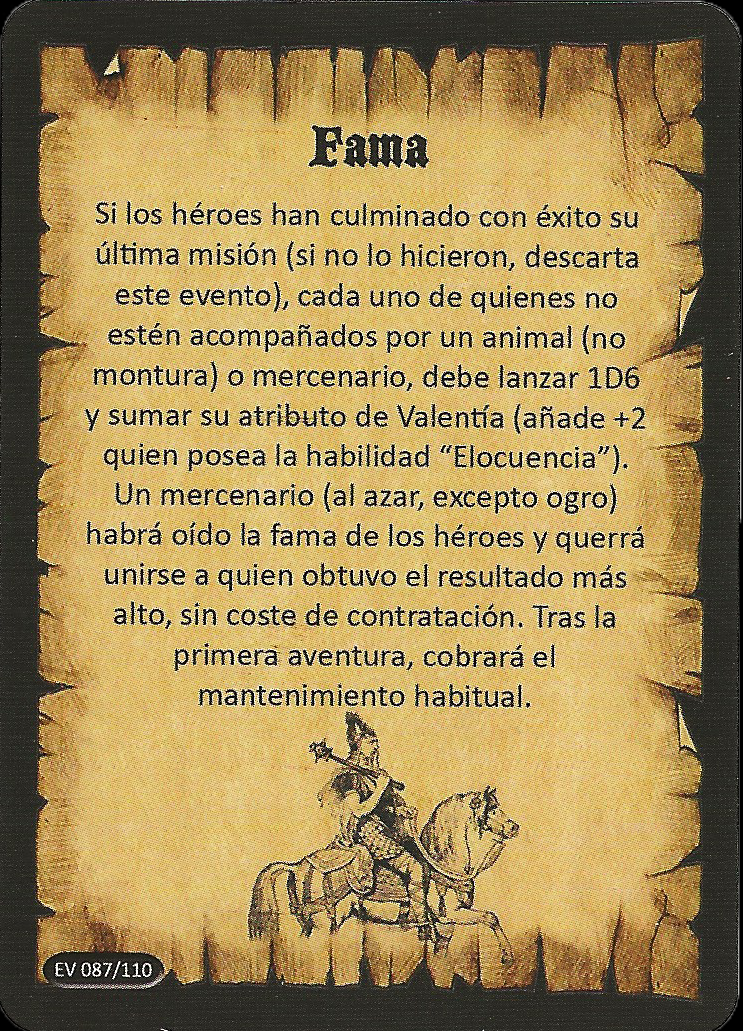 Fama
Si los héroes han culminado con éxito su
última misión (si no lo hicieron, descarta
este evento), cada uno de quienes no
estén acompañados por un animal (no
montura) o mercenario, debe lanzar 1D6
y sumar su atributo de Valentía (añade +2
quien posea la habilidad “Elocuencia”).
Un mercenario (al azar, excepto ogro)
habrá oído la fama de los héroes y querrá
unirse a quien obtuvo el resultado más
alto, sin coste de contratación. Tras la
primera aventura, cobrará el
mantenimiento habitual.
EV 087/110